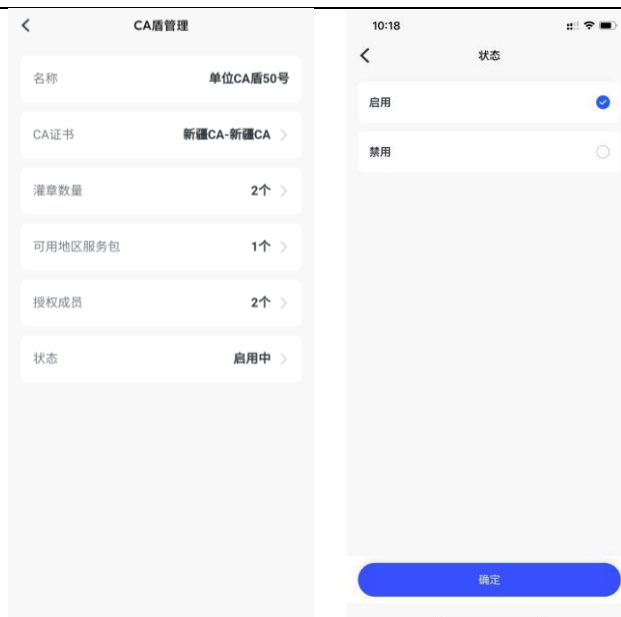 CA盾管理
名称 单位CA盾50号
CA证书 新疆CA-新疆CA
灌章数量 2个
可用地区服务包 1个
授权成员 2个
状态 启用中
10:18
状态
启用
禁用
确定